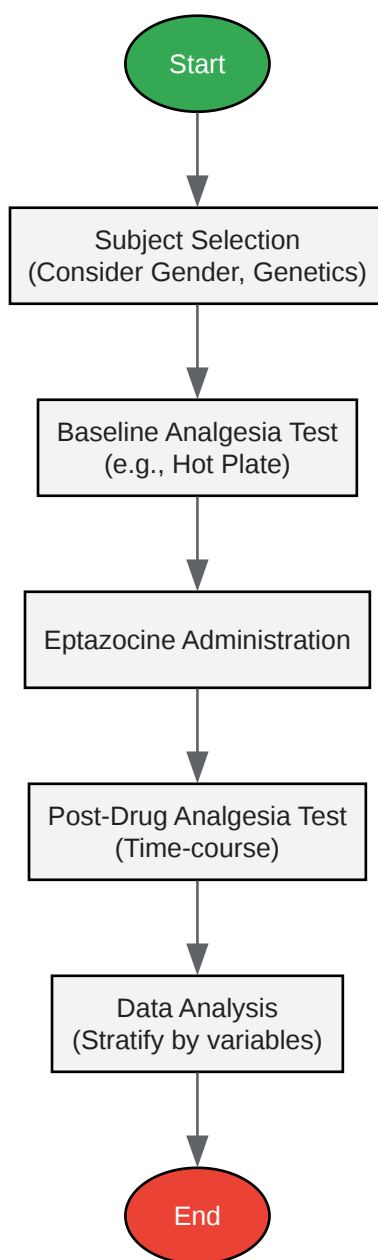 Start
Subject Selection
(Consider Gender, Genetics)
Baseline Analgesia Test
(e.g., Hot Plate)
Eptazocine Administration
Post-Drug Analgesia Test
(Time-course)
Data Analysis
(Stratify by variables)
End